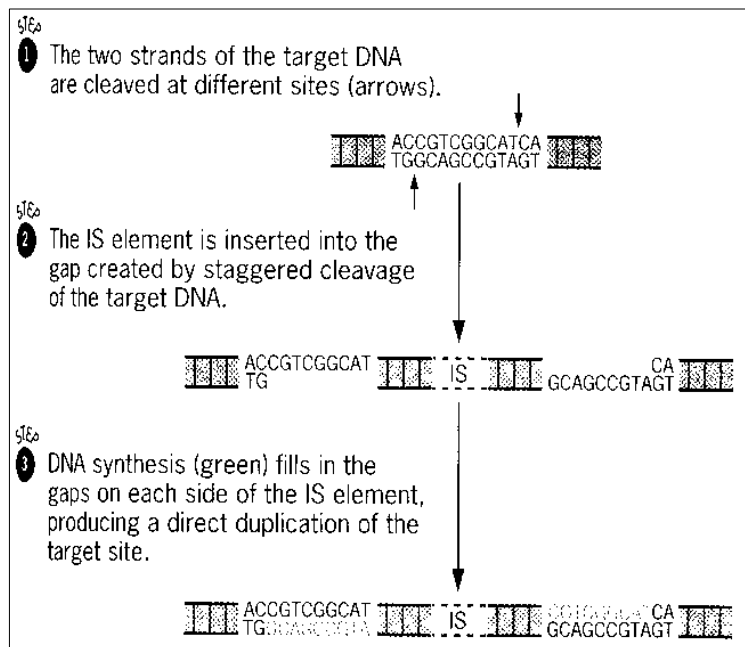 STEP
1 The two strands of the target DNA
are cleaved at different sites (arrows).
ACCGTCGGCATCA
TGGCAGCCGTAGT
STEP
2 The IS element is inserted into the
gap created by staggered cleavage
of the target DNA.
ACCGTCGGCAT
TG
IS
CA
GCAGCCGTAGT
STEP
3 DNA synthesis (green) fills in the
gaps on each side of the IS element,
producing a direct duplication of the
target site.
ACCGTCGGCAT
TG
IS
CA
GCAGCCGTAGT